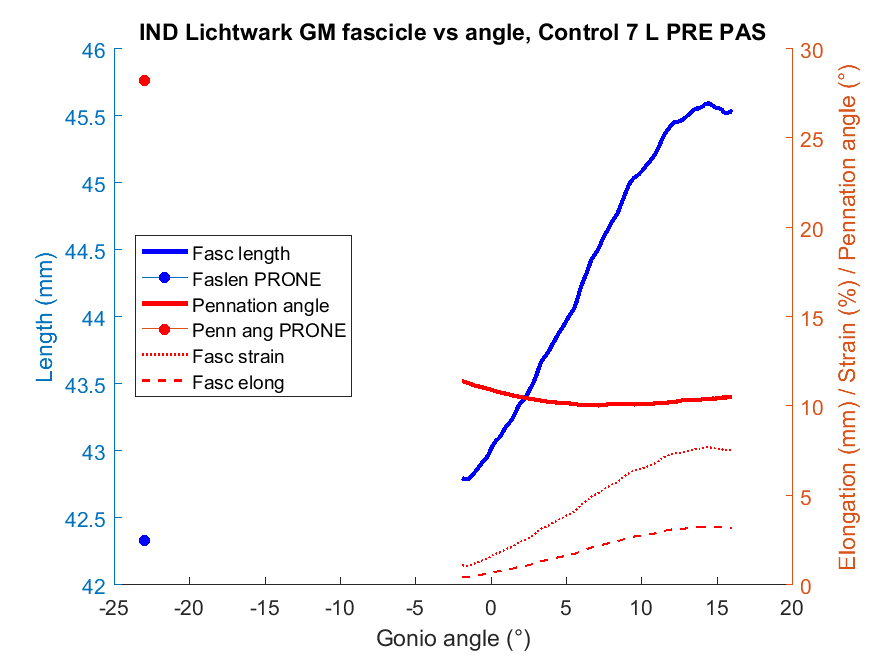 IND Lichtwark GM fascicle vs angle, Control 7 L PRE PAS
46
45.5
45
44.5
44
43.5
43
42.5
42
Length (mm)
Fasc length
Faslen PRONE
Pennation angle
Penn ang PRONE
Fasc strain
Fasc elong
30
25
20
15
10
5
0
Elongation (mm) / Strain (%) / Pennation angle (°)
-25 -20 -15 -10 -5 0 5 10 15 20
Gonio angle (°)